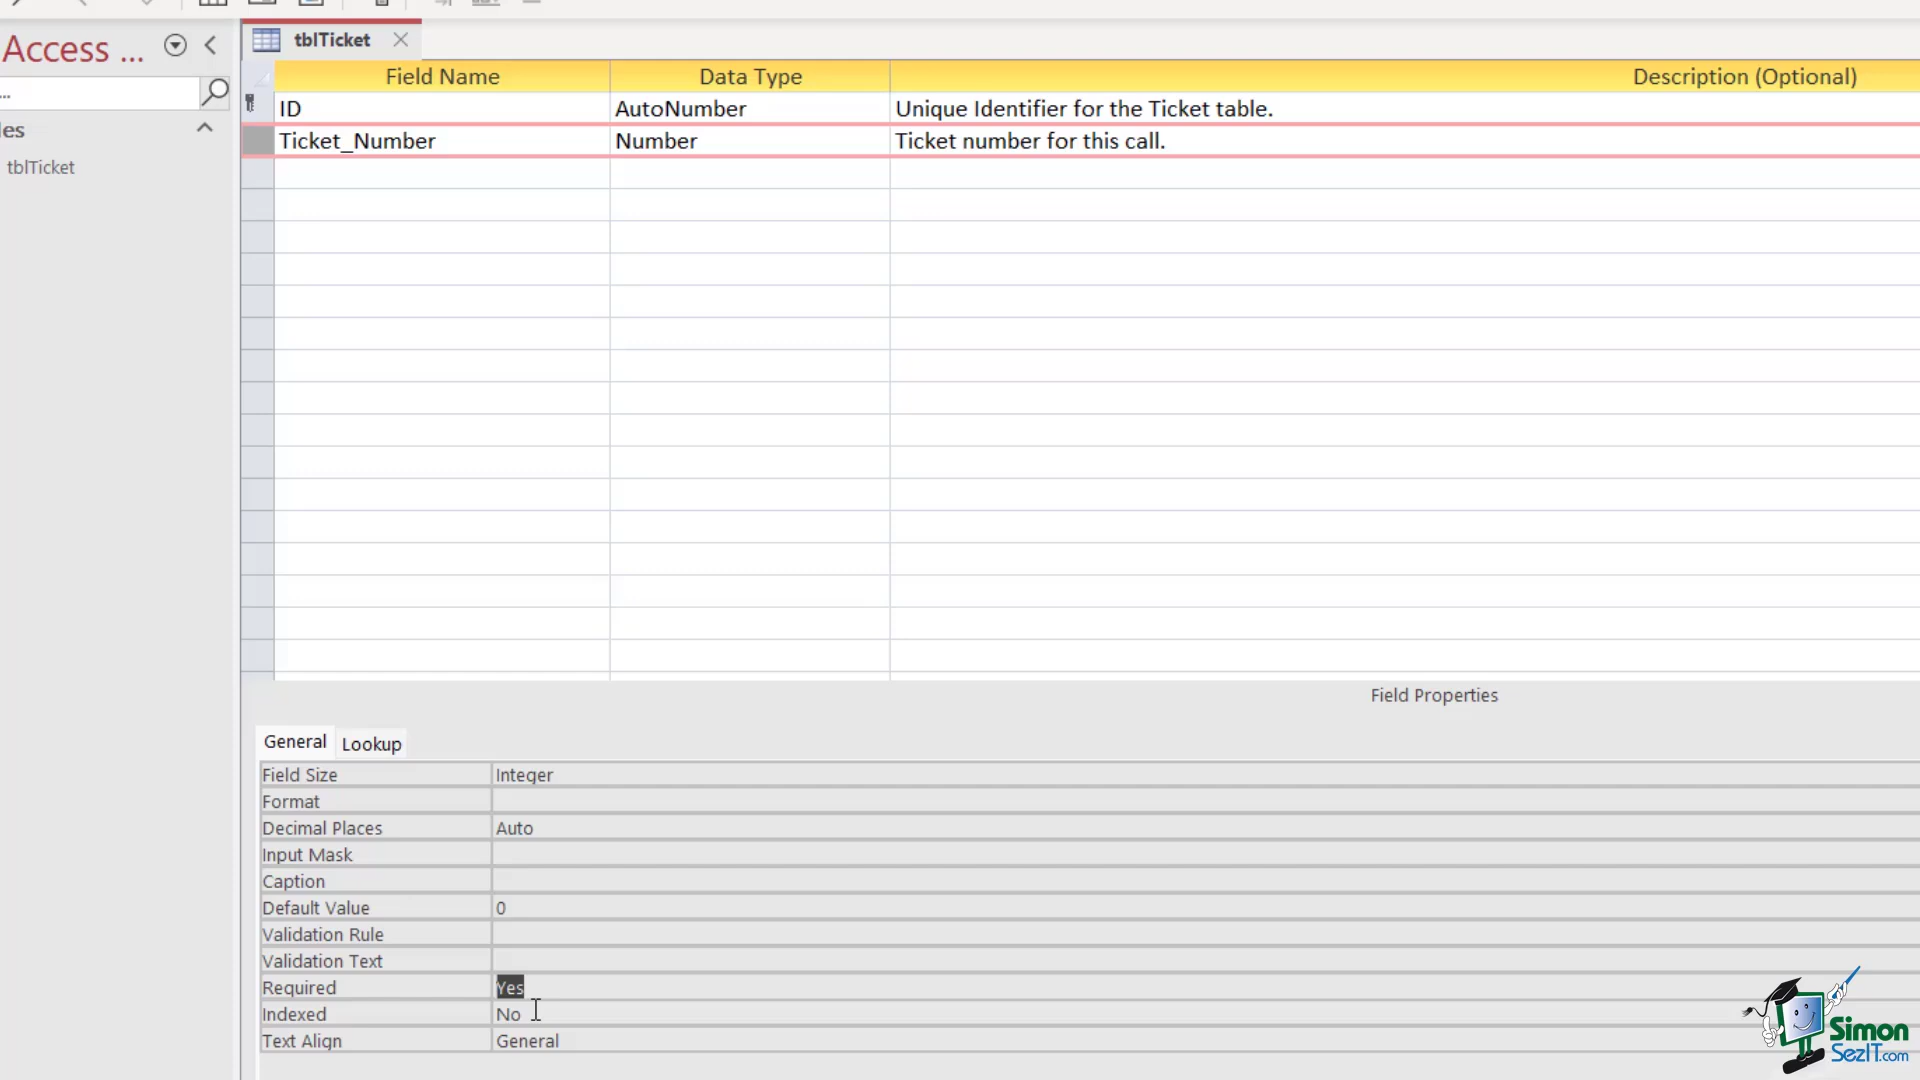 Access ...
tblTicket
Field Name Data Type Description (Optional)
...
ID AutoNumber Unique Identifier for the Ticket table.
les
Ticket_Number Number Ticket number for this call.
tblTicket
Field Properties
General Lookup
Field Size Integer
Format
Decimal Places Auto
Input Mask
Caption
Default Value 0
Validation Rule
Validation Text
Required Yes
Indexed No
Text Align General
Simon
SezIT.com